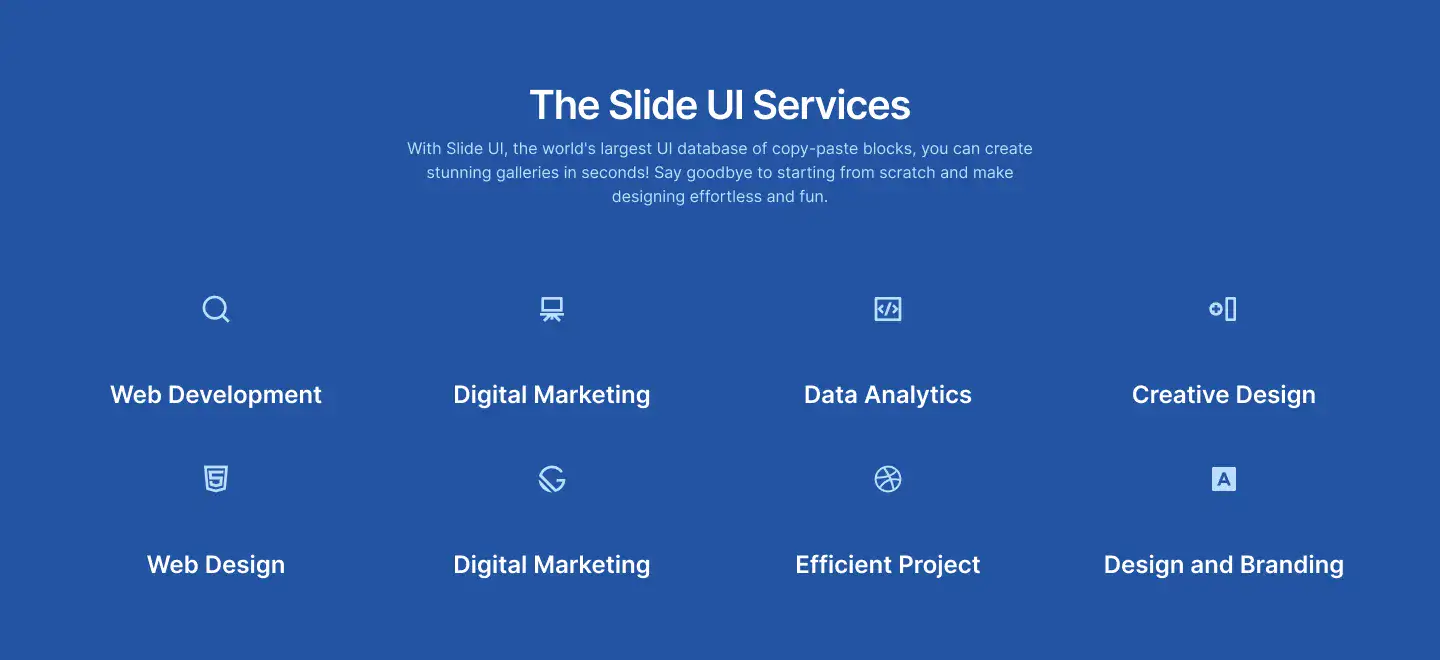 The Slide UI Services
With Slide UI, the world's largest UI database of copy-paste blocks, you can create
stunning galleries in seconds! Say goodbye to starting from scratch and make
designing effortless and fun.
Web Development
Digital Marketing
Data Analytics
Creative Design
Web Design
Digital Marketing
Efficient Project
A
Design and Branding